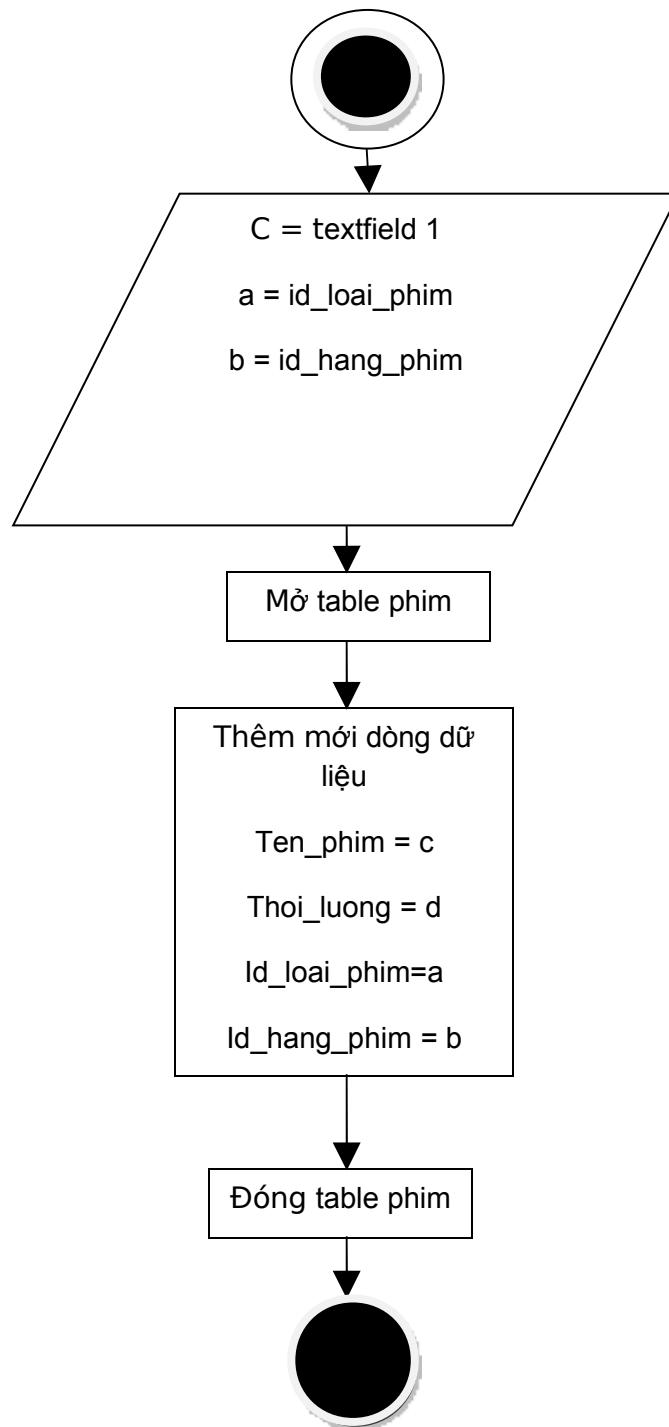 C = textfield 1
a = id_loai_phim
b = id_hang_phim
Mở table phim
Thêm mới dòng dữ
liệu
Ten_phim = c
Thoi_luong = d
Id_loai_phim=a
Id_hang_phim = b
Đóng table phim